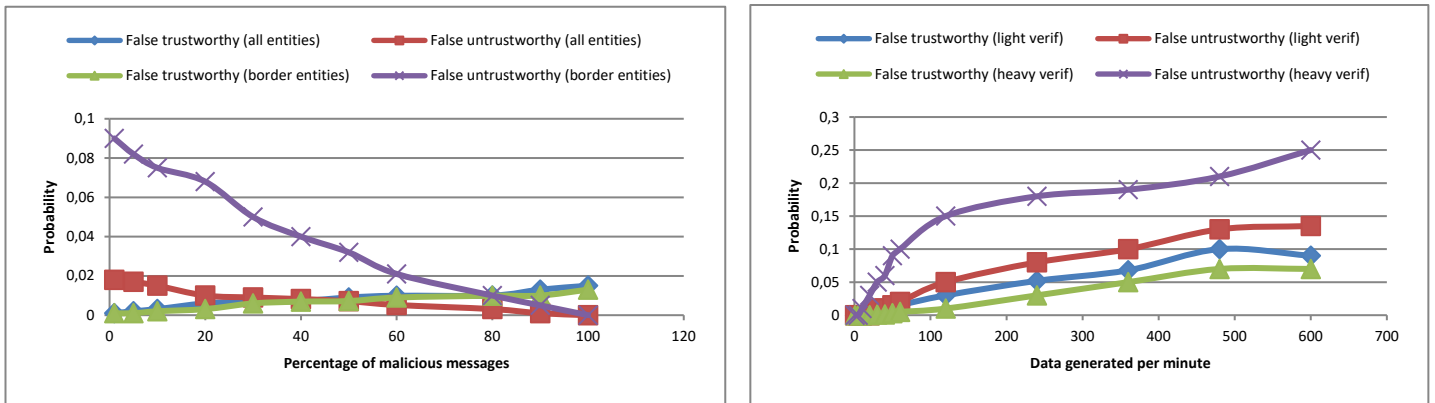 False trustworthy (all entities) False untrustworthy (all entities)
False trustworthy (border entities) False untrustworthy (border entities)
0,1
0,08
0,06
0,04
0,02
0
Probability
0 20 40 60 80 100 120
Percentage of malicious messages
False trustworthy (light verif) False untrustworthy (light verif)
False trustworthy (heavy verif) False untrustworthy (heavy verif)
0,3
0,25
0,2
0,15
0,1
0,05
0
Probability
0 100 200 300 400 500 600 700
Data generated per minute